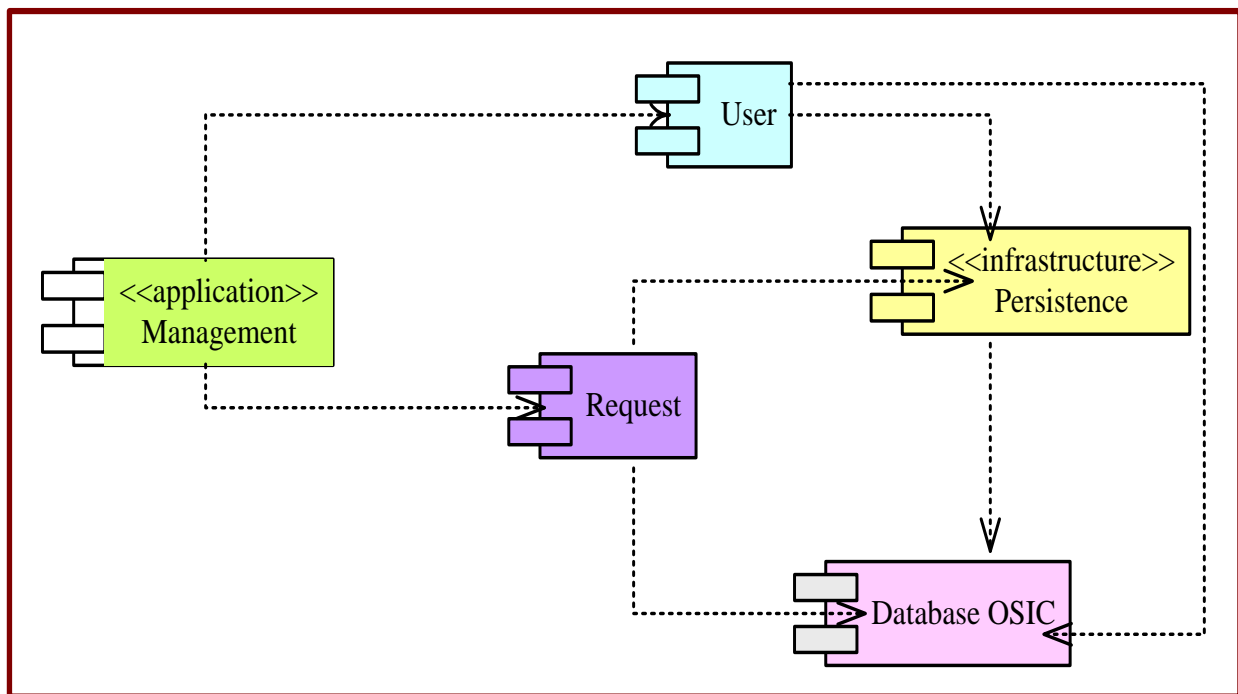 User
<<application>>
Management
<<infrastructure>>
Persistence
Request
Database OSIC